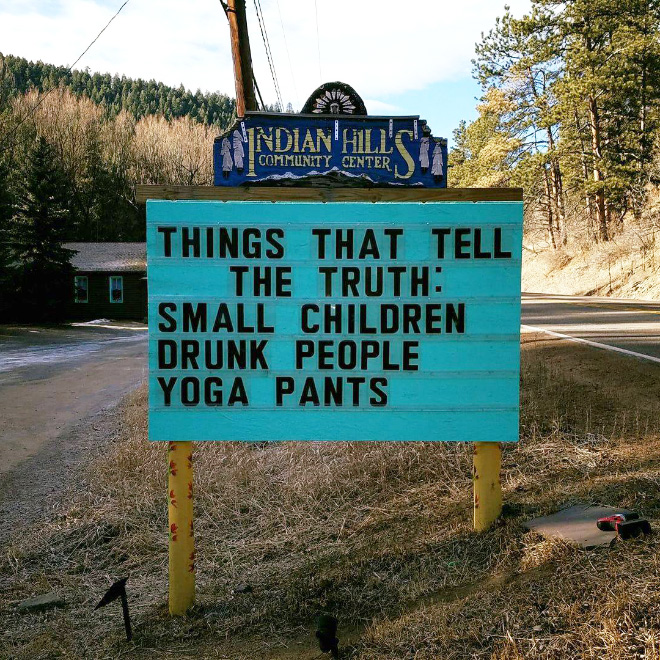 INDIAN HILLS
COMMUNITY CENTER
THINGS THAT TELL
THE TRUTH:
SMALL CHILDREN
DRUNK PEOPLE
YOGA PANTS